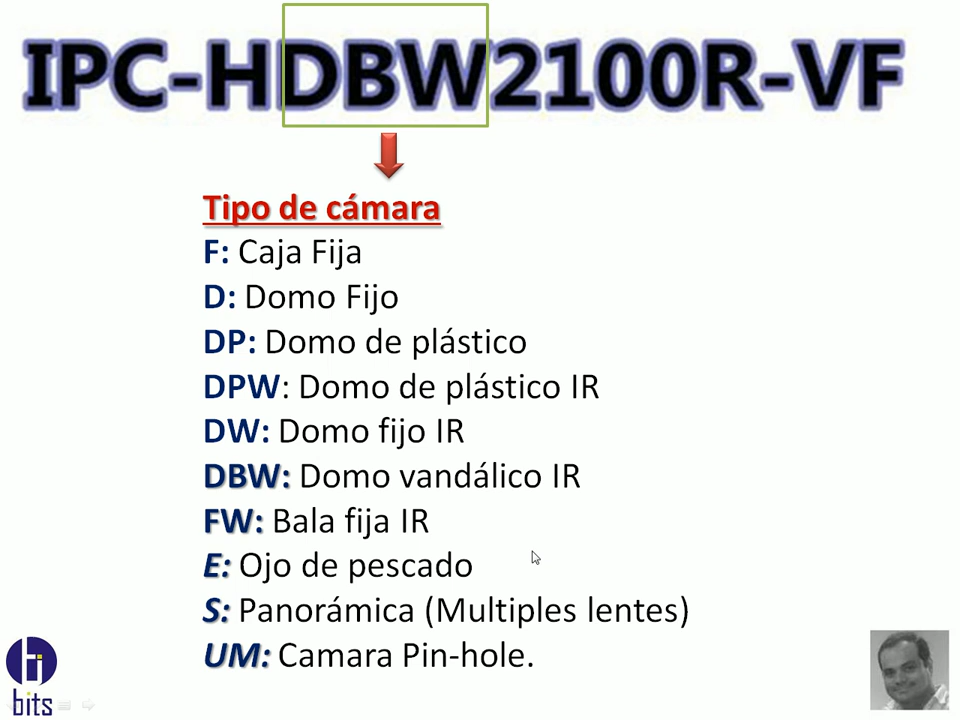 IPC-HDBW2100R-VF
Tipo de cámara
F: Caja Fija
D: Domo Fijo
DP: Domo de plástico
DPW: Domo de plástico IR
DW: Domo fijo IR
DBW: Domo vandálico IR
FW: Bala fija IR
E: Ojo de pescado
S: Panorámica (Multiples lentes)
UM: Camara Pin-hole.
bits